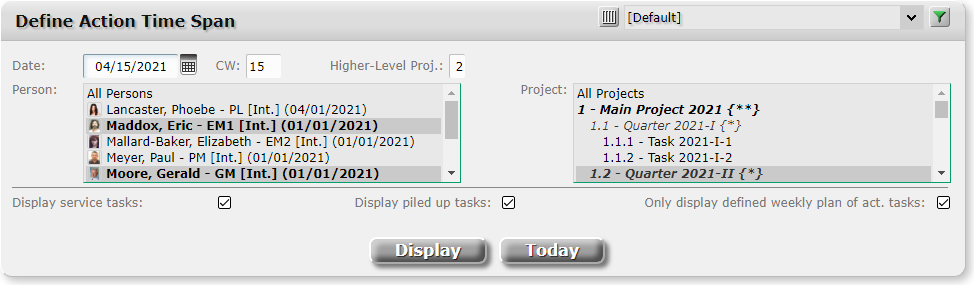 Define Action Time Span
[Default]
Date: 04/15/2021 CW: 15 Higher-Level Proj.: 2
Person:
All Persons
Lancaster, Phoebe - PL [Int.] (04/01/2021)
Maddox, Eric - EM1 [Int.] (01/01/2021)
Mallard-Baker, Elizabeth - EM2 [Int.] (01/01/2021)
Meyer, Paul - PM [Int.] (01/01/2021)
Moore, Gerald - GM [Int.] (01/01/2021)
Project:
All Projects
1 - Main Project 2021 {**}
1.1 - Quarter 2021-I {*}
1.1.1 - Task 2021-I-1
1.1.2 - Task 2021-I-2
1.2 - Quarter 2021-II {*}
Display service tasks: Display piled up tasks: Only display defined weekly plan of act. tasks:
Display Today